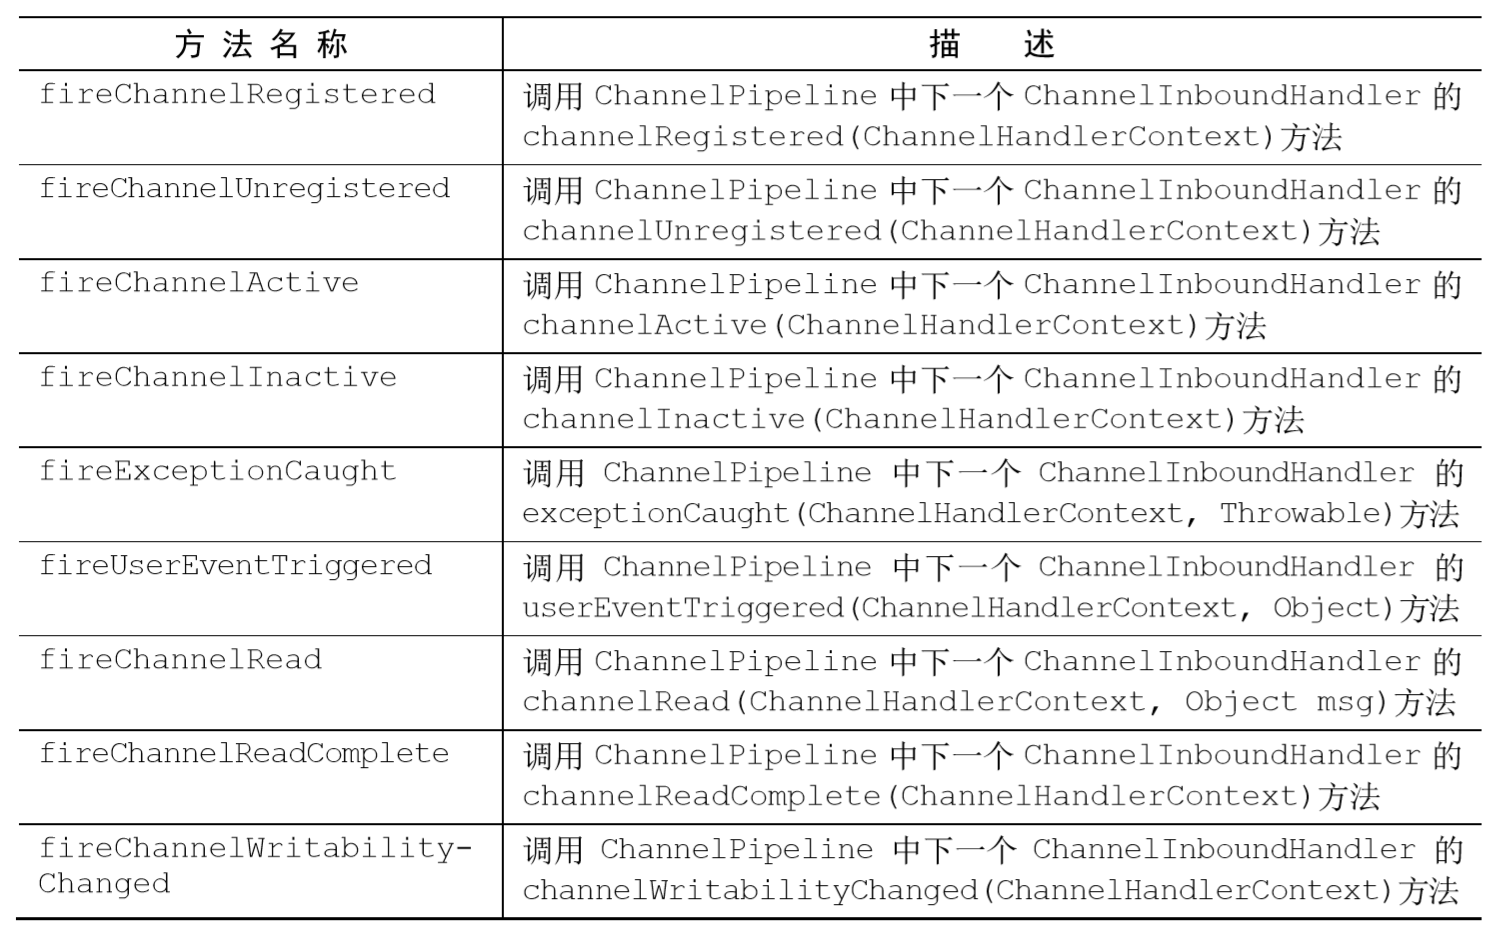 方法名称 描述
fireChannelRegistered
调用 ChannelPipeline 中下一个 ChannelInboundHandler 的
channelRegistered(ChannelHandlerContext)方法
fireChannelUnregistered
调用 ChannelPipeline 中下一个 ChannelInboundHandler 的
channelUnregistered(ChannelHandlerContext)方法
fireChannelActive
调用 ChannelPipeline 中下一个 ChannelInboundHandler 的
channelActive(ChannelHandlerContext)方法
fireChannelInactive
调用 ChannelPipeline 中下一个 ChannelInboundHandler 的
channelInactive(ChannelHandlerContext)方法
fireExceptionCaught
调用 ChannelPipeline 中下一个 ChannelInboundHandler 的
exceptionCaught(ChannelHandlerContext, Throwable)方法
fireUserEventTriggered
调用 ChannelPipeline 中下一个 ChannelInboundHandler 的
userEventTriggered(ChannelHandlerContext, Object)方法
fireChannelRead
调用 ChannelPipeline 中下一个 ChannelInboundHandler 的
channelRead(ChannelHandlerContext, Object msg)方法
fireChannelReadComplete
调用 ChannelPipeline 中下一个 ChannelInboundHandler 的
channelReadComplete(ChannelHandlerContext)方法
fireChannelWritability-
Changed
调用 ChannelPipeline 中下一个 ChannelInboundHandler 的
channelWritabilityChanged(ChannelHandlerContext)方法